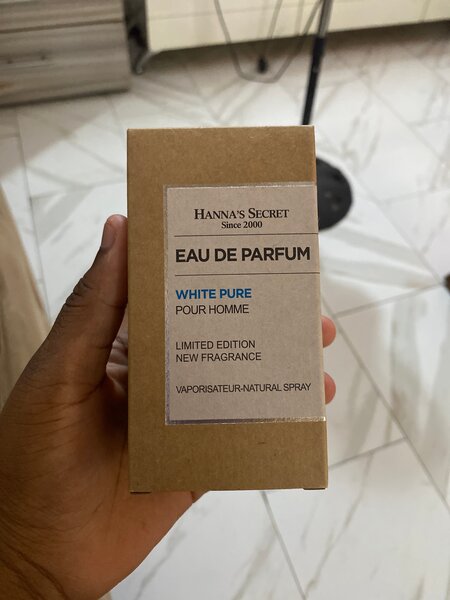 HANNA'S SECRET
Since 2000
EAU DE PARFUM
WHITE PURE
POUR HOMME
LIMITED EDITION
NEW FRAGRANCE
VAPORISATEUR-NATURAL SPRAY